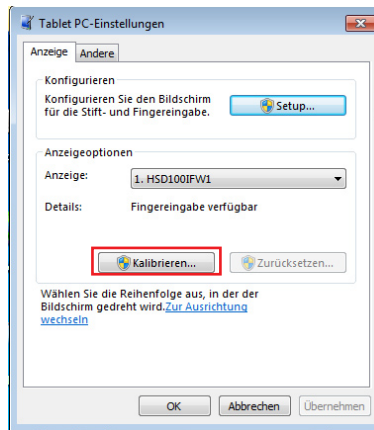 Tablet PC-Einstellungen
Anzeige Andere
Konfigurieren
Konfigurieren Sie den Bildschirm
für die Stift- und Fingereingabe.
Setup...
Anzeigeoptionen
Anzeige:
1. HSD100IFW1
Details:
Fingereingabe verfügbar
Kalibrieren...
Zurücksetzen...
Wählen Sie die Reihenfolge aus, in der der
Bildschirm gedreht wird.Zur Ausrichtung
wechseln
OK
Abbrechen
Übernehmen